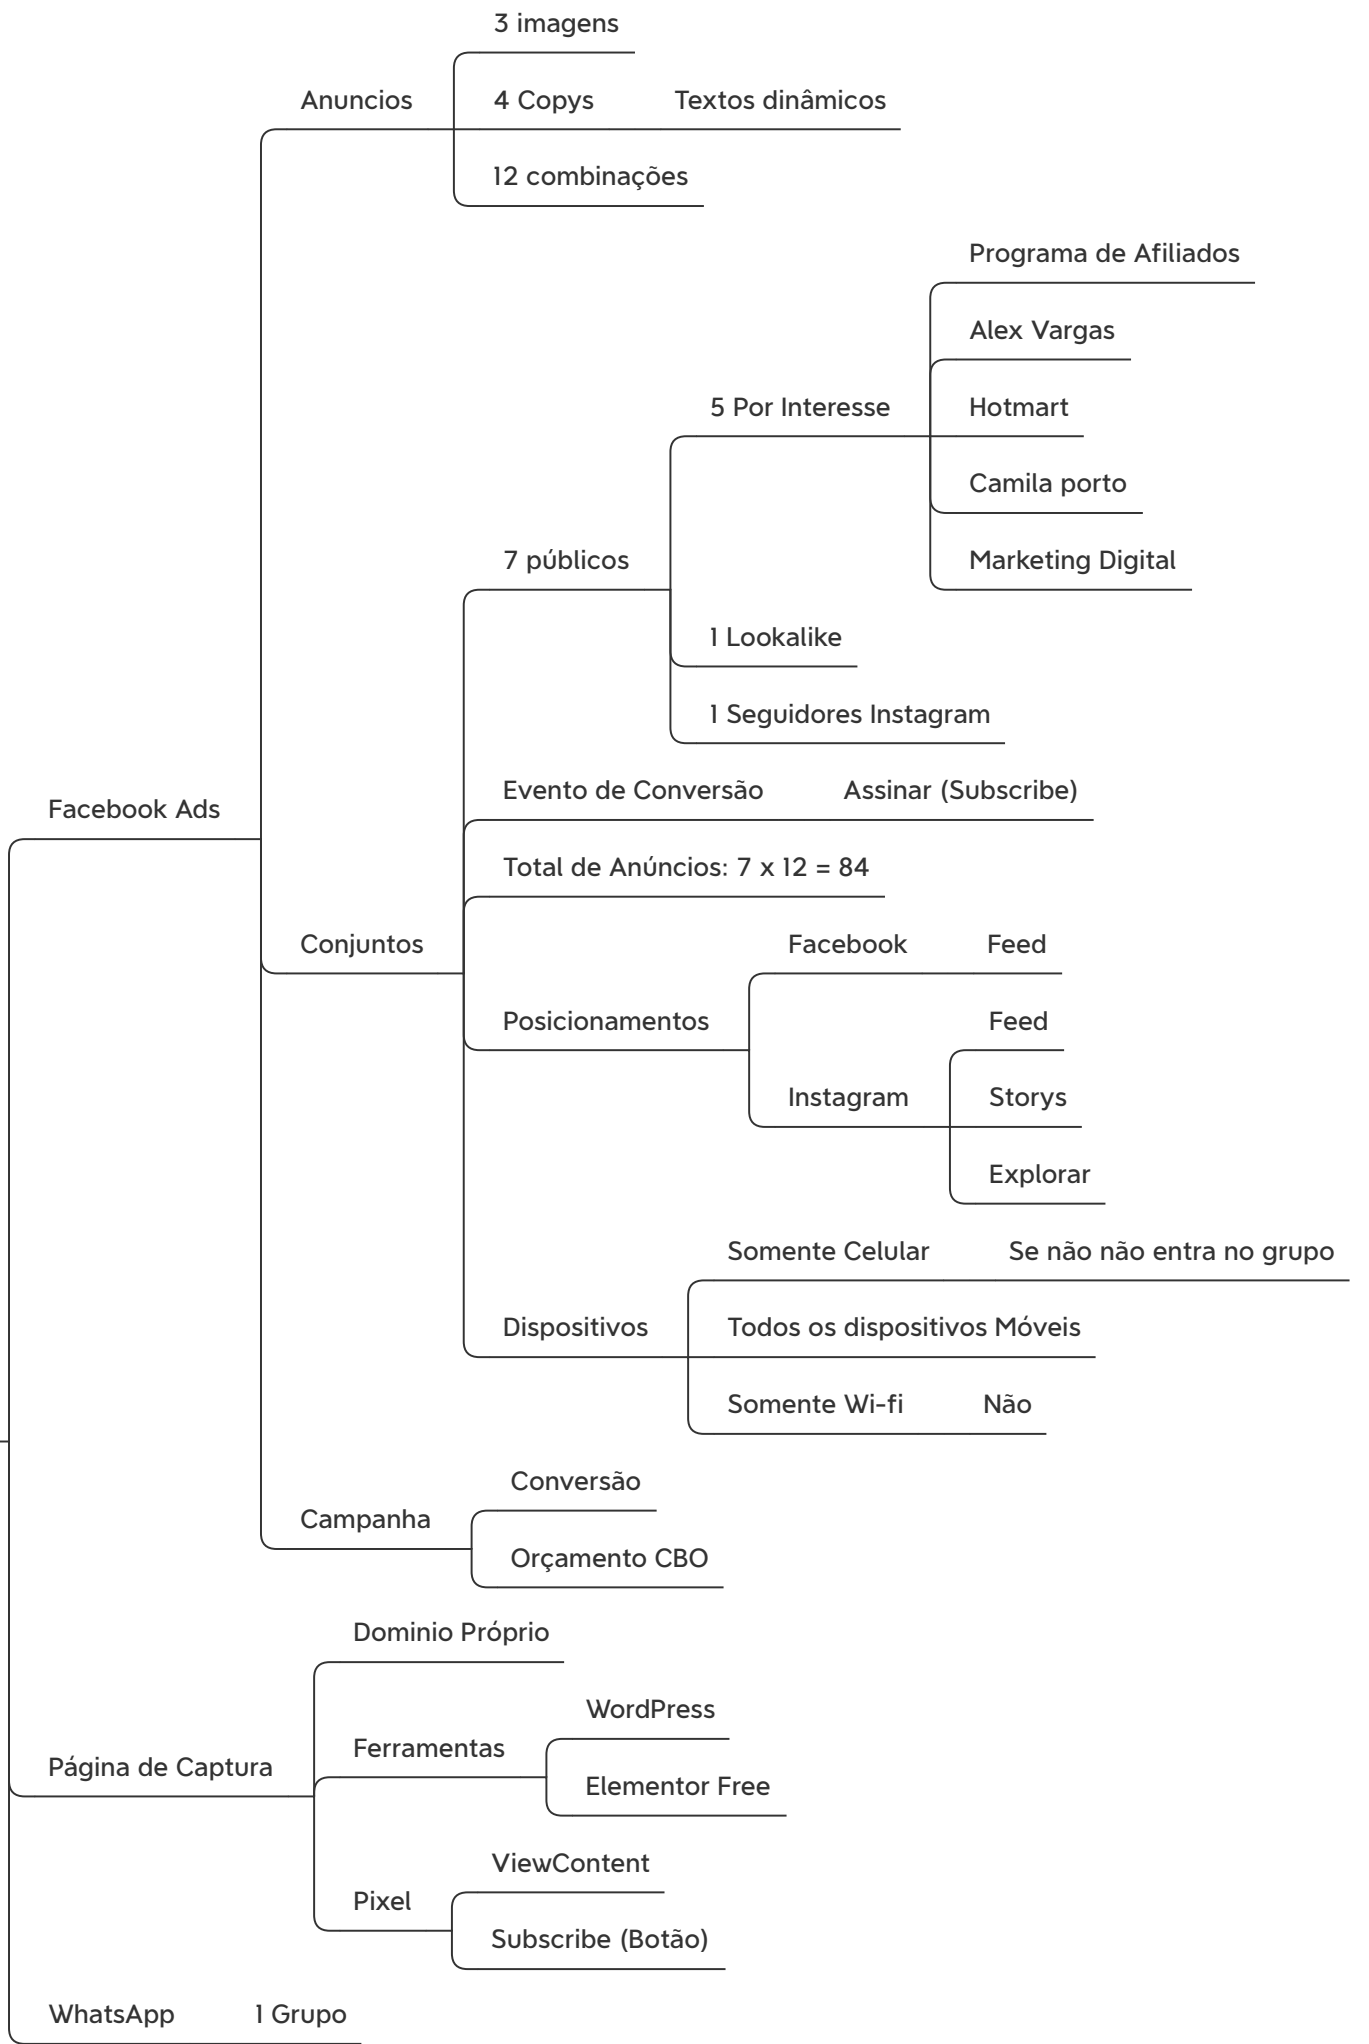 3 imagens
Anuncios 4 Copys Textos dinâmicos
12 combinações
Programa de Afiliados
Alex Vargas
5 Por Interesse Hotmart
Camila porto
7 públicos Marketing Digital
1 Lookalike
1 Seguidores Instagram
Evento de Conversão Assinar (Subscribe)
Facebook Ads
Total de Anúncios: 7 x 12 = 84
Conjuntos Facebook Feed
Posicionamentos Feed
Instagram Storys
Explorar
Somente Celular Se não não entra no grupo
Dispositivos Todos os dispositivos Móveis
Somente Wi-fi Não
Conversão
Campanha
Orçamento CBO
Dominio Próprio
WordPress
Ferramentas
Página de Captura
Elementor Free
ViewContent
Pixel
Subscribe (Botão)
WhatsApp 1 Grupo